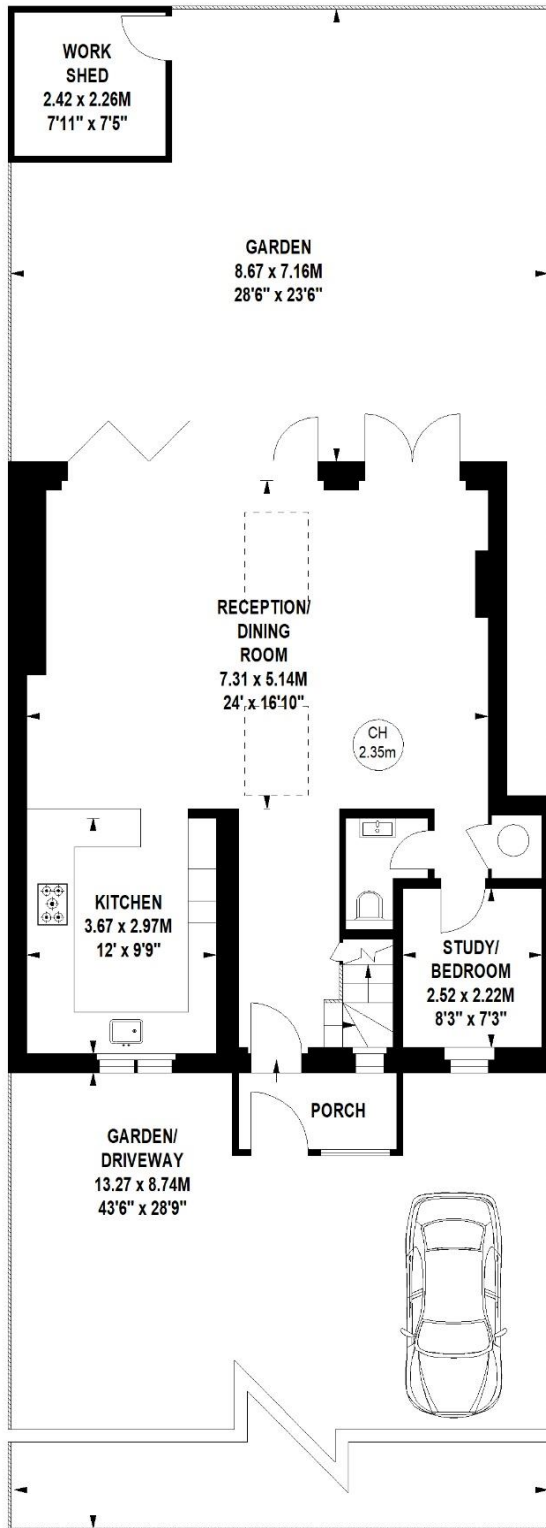 WORK
SHED
2.42 x 2.26M
7'11" x 7'5"
GARDEN
8.67 x 7.16M
28'6" x 23'6"
RECEPTION/
DINING
ROOM
7.31 x 5.14M
24' x 16'10"
CH
2.35m
KITCHEN
3.67 x 2.97M
12' x 9'9"
STUDY/
BEDROOM
2.52 x 2.22M
8'3" x 7'3"
PORCH
GARDEN/
DRIVEWAY
13.27 x 8.74M
43'6" x 28'9"